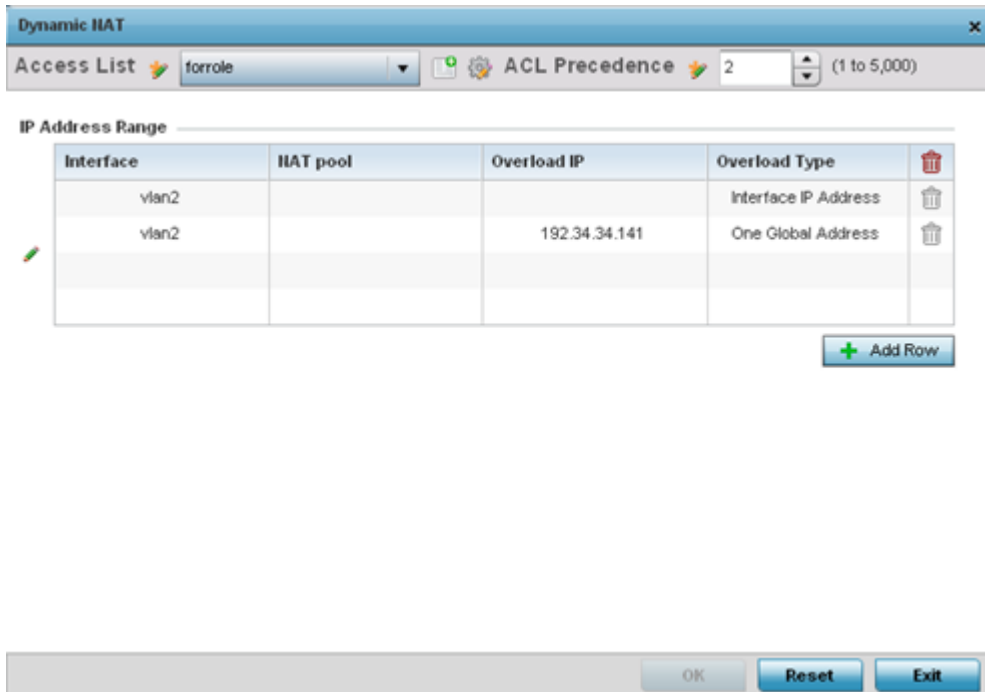 Dynamic NAT
Access List forrole ACL Precedence 2 (1 to 5,000)
IP Address Range
Interface NAT pool Overload IP Overload Type
vlan2 Interface IP Address
vlan2 192.34.34.141 One Global Address
Add Row
OK Reset Exit